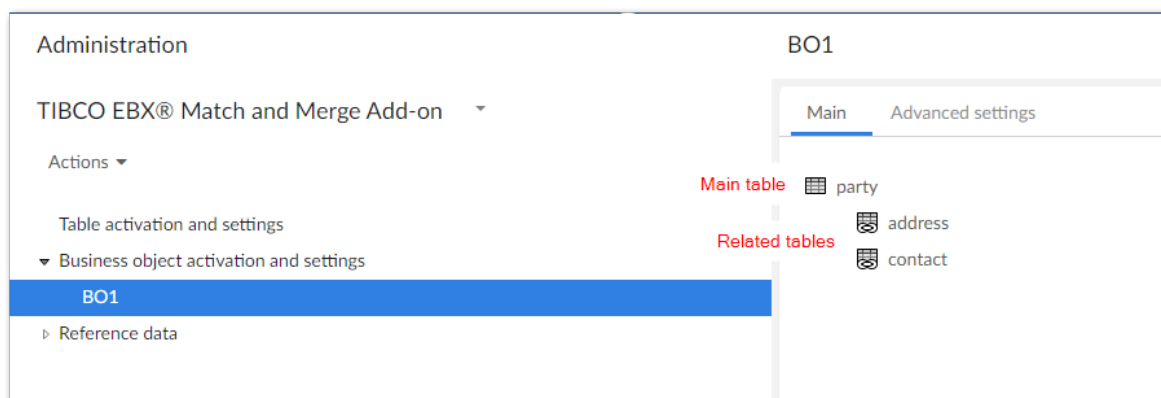 Administration
TIBCO EBX® Match and Merge Add-on
Actions
Table activation and settings
Business object activation and settings
BO1
Reference data
BO1
Main Advanced settings
Main table party
address
Related tables
contact